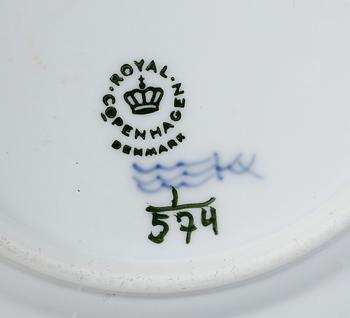 ROYAL COPENHAGEN
DENMARK
1
574